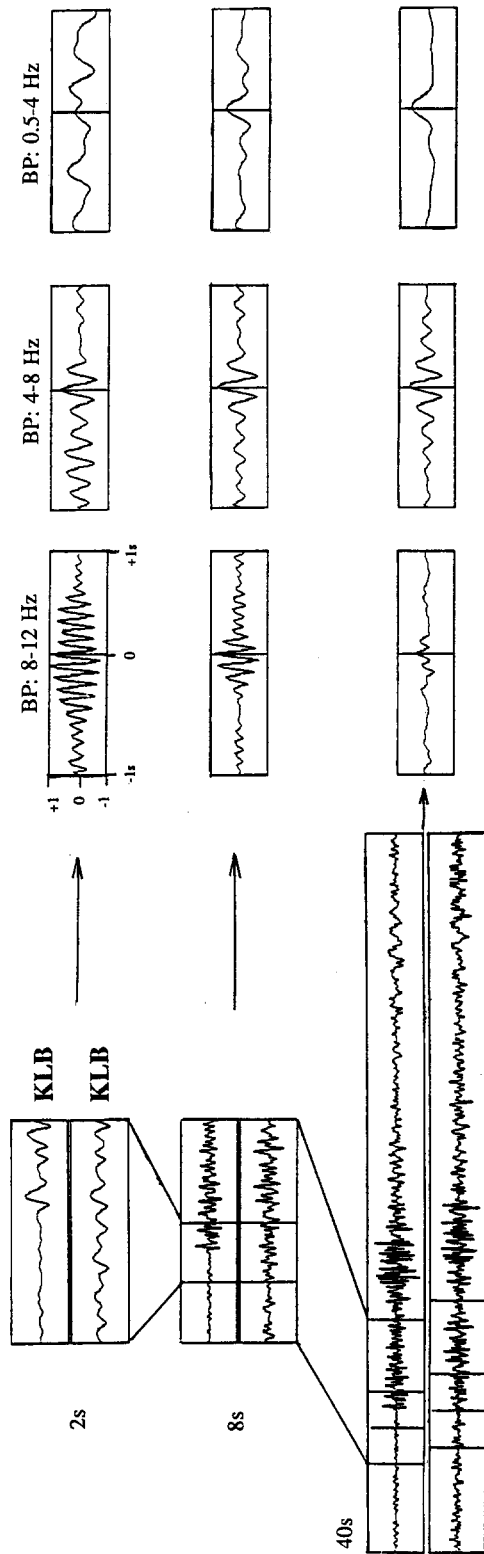 BP: 8-12 Hz
BP: 4-8 Hz
BP: 0.5-4 Hz
2s
KLB
KLB
+1
0
-1
-1s
0
+1s
8s
40s